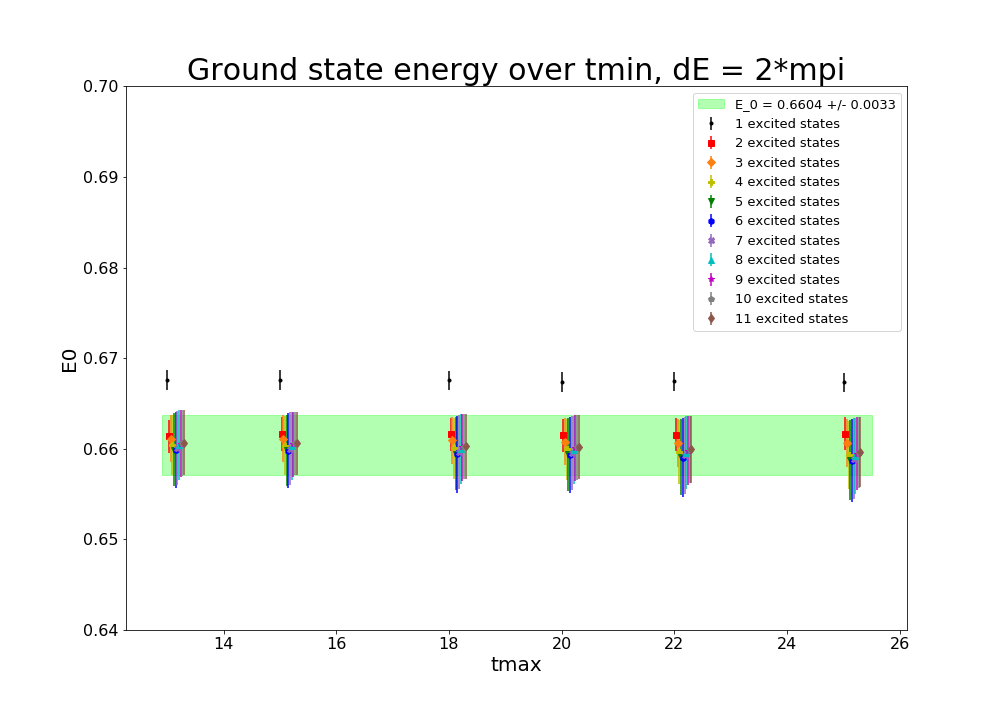 Ground state energy over tmin, dE = 2*mpi
0.70
0.69
0.68
0.67
0.66
0.65
0.64
E0
E_0 = 0.6604 +/- 0.0033
1 excited states
2 excited states
3 excited states
4 excited states
5 excited states
6 excited states
7 excited states
8 excited states
9 excited states
10 excited states
11 excited states
14 16 18 20 22 24 26
tmax